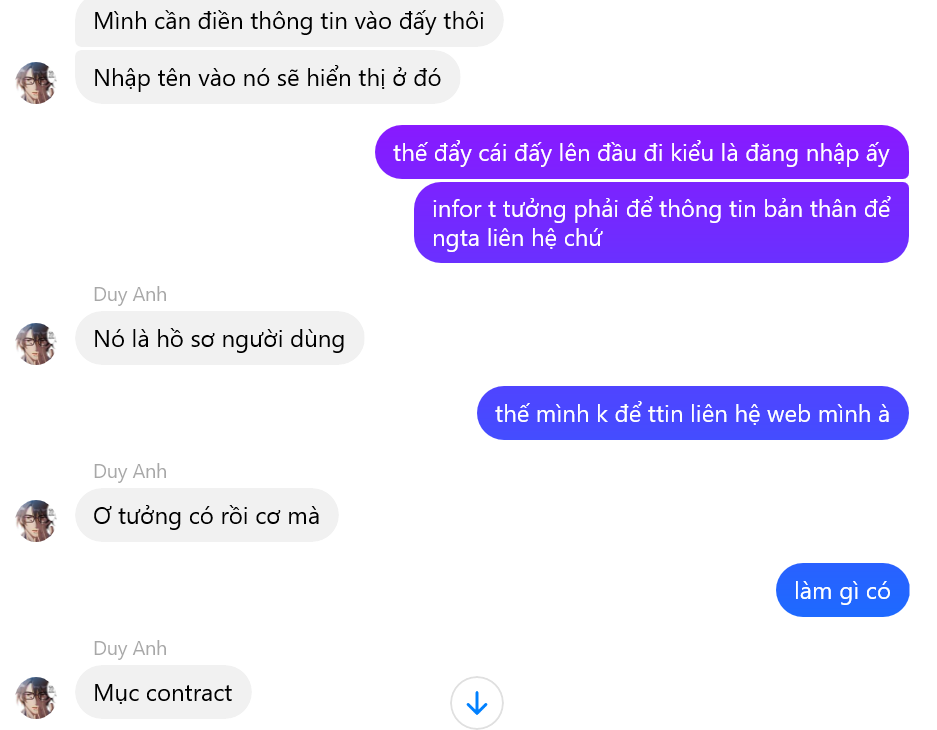 Mình cần điền thông tin vào đấy thôi
Nhập tên vào nó sẽ hiển thị ở đó
thế đẩy cái đấy lên đầu đi kiểu là đăng nhập ấy
infor t tưởng phải để thông tin bản thân để
ngta liên hệ chứ
Duy Anh
Nó là hồ sơ người dùng
thế mình k để ttin liên hệ web mình à
Duy Anh
Ơ tưởng có rồi cơ mà
làm gì có
Duy Anh
Mục contract